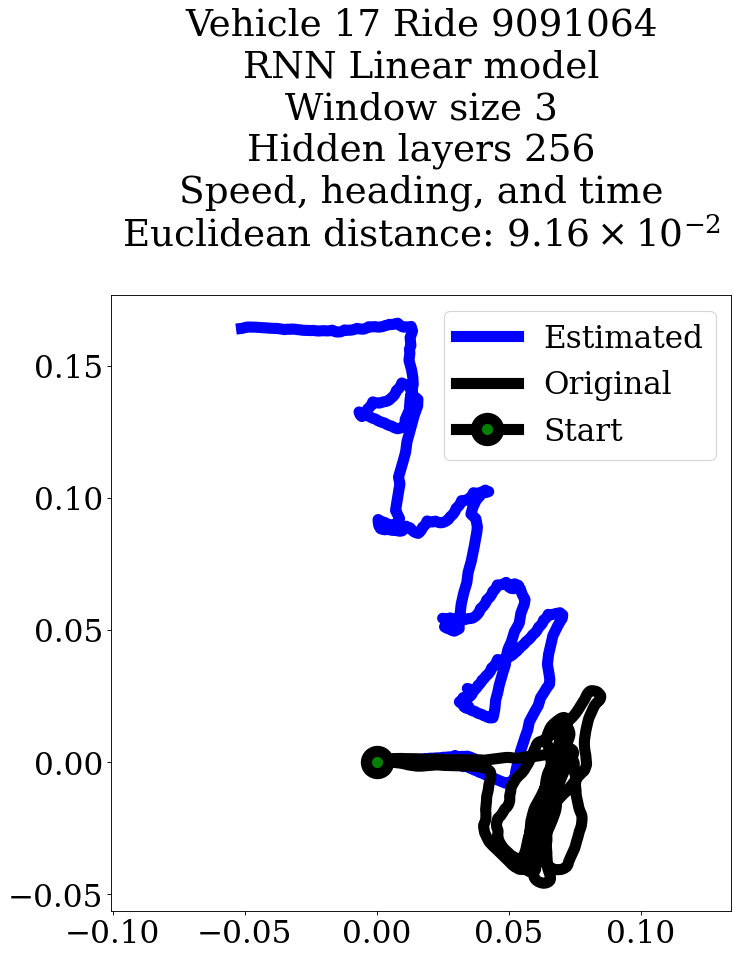 Vehicle 17 Ride 9091064
RNN Linear model
Window size 3
Hidden layers 256
Speed, heading, and time
Euclidean distance: 9.16 × 10⁻²
Estimated
Original
Start
0.15
0.10
0.05
0.00
−0.05
−0.10
−0.05
0.00
0.05
0.10